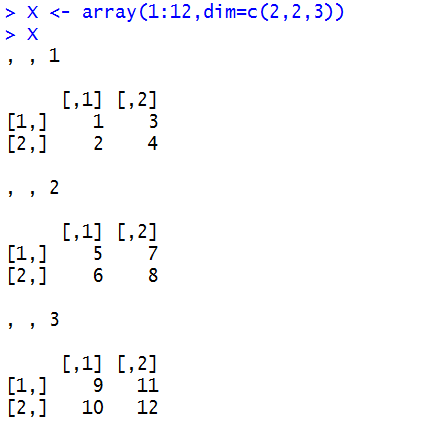 > X <- array(1:12,dim=c(2,2,3))
> X
, , 1
[,1] [,2]
[1,] 1 3
[2,] 2 4
, , 2
[,1] [,2]
[1,] 5 7
[2,] 6 8
, , 3
[,1] [,2]
[1,] 9 11
[2,] 10 12